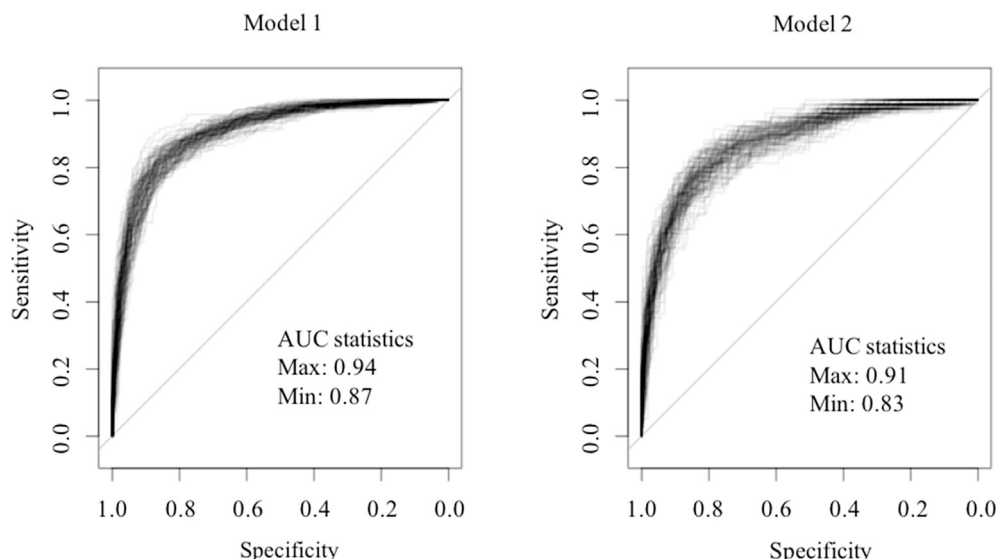 Model 1
Sensitivity
1.0
0.8
0.6
0.4
0.2
0.0
AUC statistics
Max: 0.94
Min: 0.87
1.0 0.8 0.6 0.4 0.2 0.0
Specificity
Model 2
Sensitivity
1.0
0.8
0.6
0.4
0.2
0.0
AUC statistics
Max: 0.91
Min: 0.83
1.0 0.8 0.6 0.4 0.2 0.0
Specificity